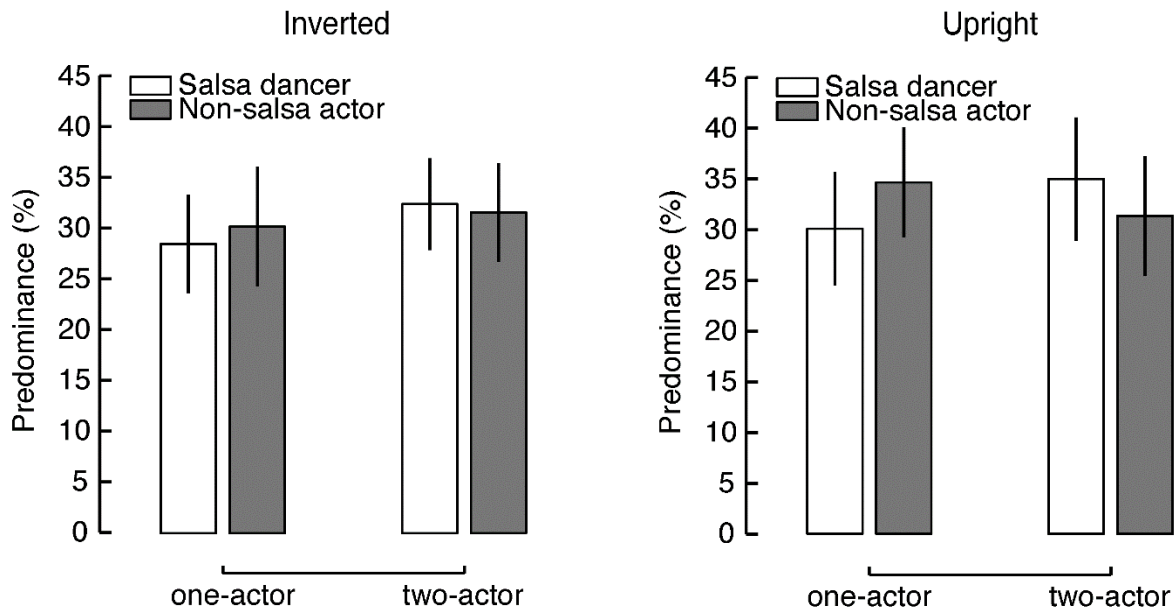 Inverted
Salsa dancer
Non-salsa actor
Predominance (%)
45
40
35
30
25
20
15
10
5
0
one-actor
two-actor
Upright
Salsa dancer
Non-salsa actor
Predominance (%)
45
40
35
30
25
20
15
10
5
0
one-actor
two-actor